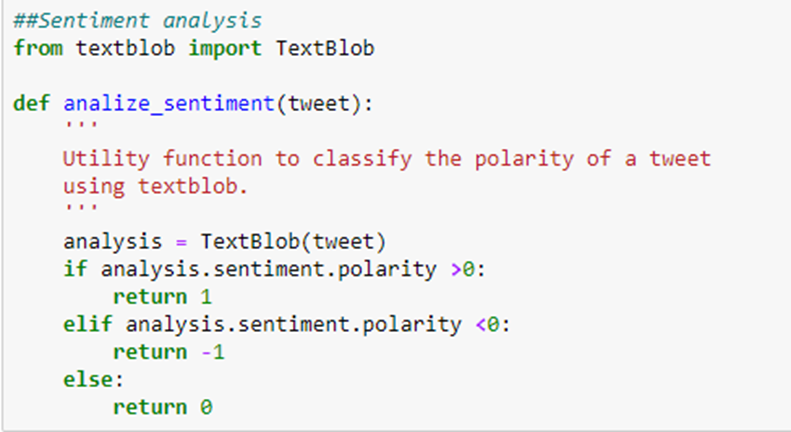 ##Sentiment analysis
from textblob import TextBlob
def analize_sentiment(tweet):
'''
Utility function to classify the polarity of a tweet
using textblob.
'''
analysis = TextBlob(tweet)
if analysis.sentiment.polarity >0:
return 1
elif analysis.sentiment.polarity <0:
return -1
else:
return 0